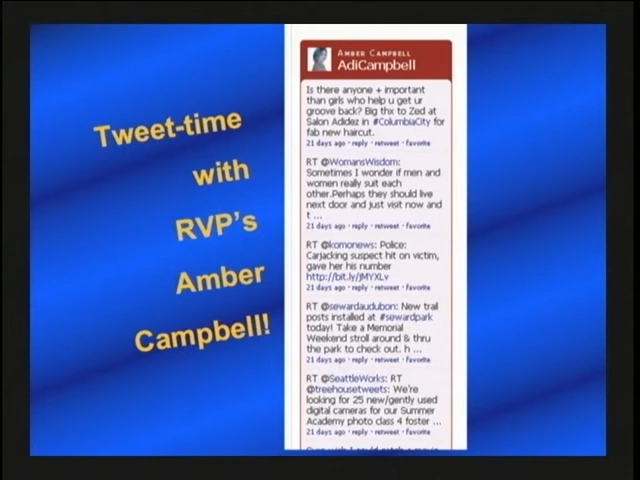 Tweet-time
with
RVP's
Amber
Campbell!
AMBER CAMPBELL
AdiCampbell
Is there anyone + important
than girls who help u get ur
groove back? Big thx to Zed at
Salon Adidez in #ColumbiaCity for
fab new haircut.
21 days ago · reply · retweet · favorite
RT @WomansWisdom:
Sometimes I wonder if men and
women really suit each
other.Perhaps they should live
next door and just visit now and
t ...
21 days ago · reply · retweet · favorite
RT @komonews: Police:
Carjacking suspect hit on victim,
gave her his number
http://bit.ly/JMYXLv
21 days ago · reply · retweet · favorite
RT @sewardaudubon: New trail
posts installed at #sewardpark
today! Take a Memorial
Weekend stroll around & thru
the park to check out. h ...
21 days ago · reply · retweet · favorite
RT @SeattleWorks: RT
@treehousetweets: We're
looking for 25 new/gently used
digital cameras for our Summer
Academy photo class 4 foster ...
21 days ago · reply · retweet · favorite